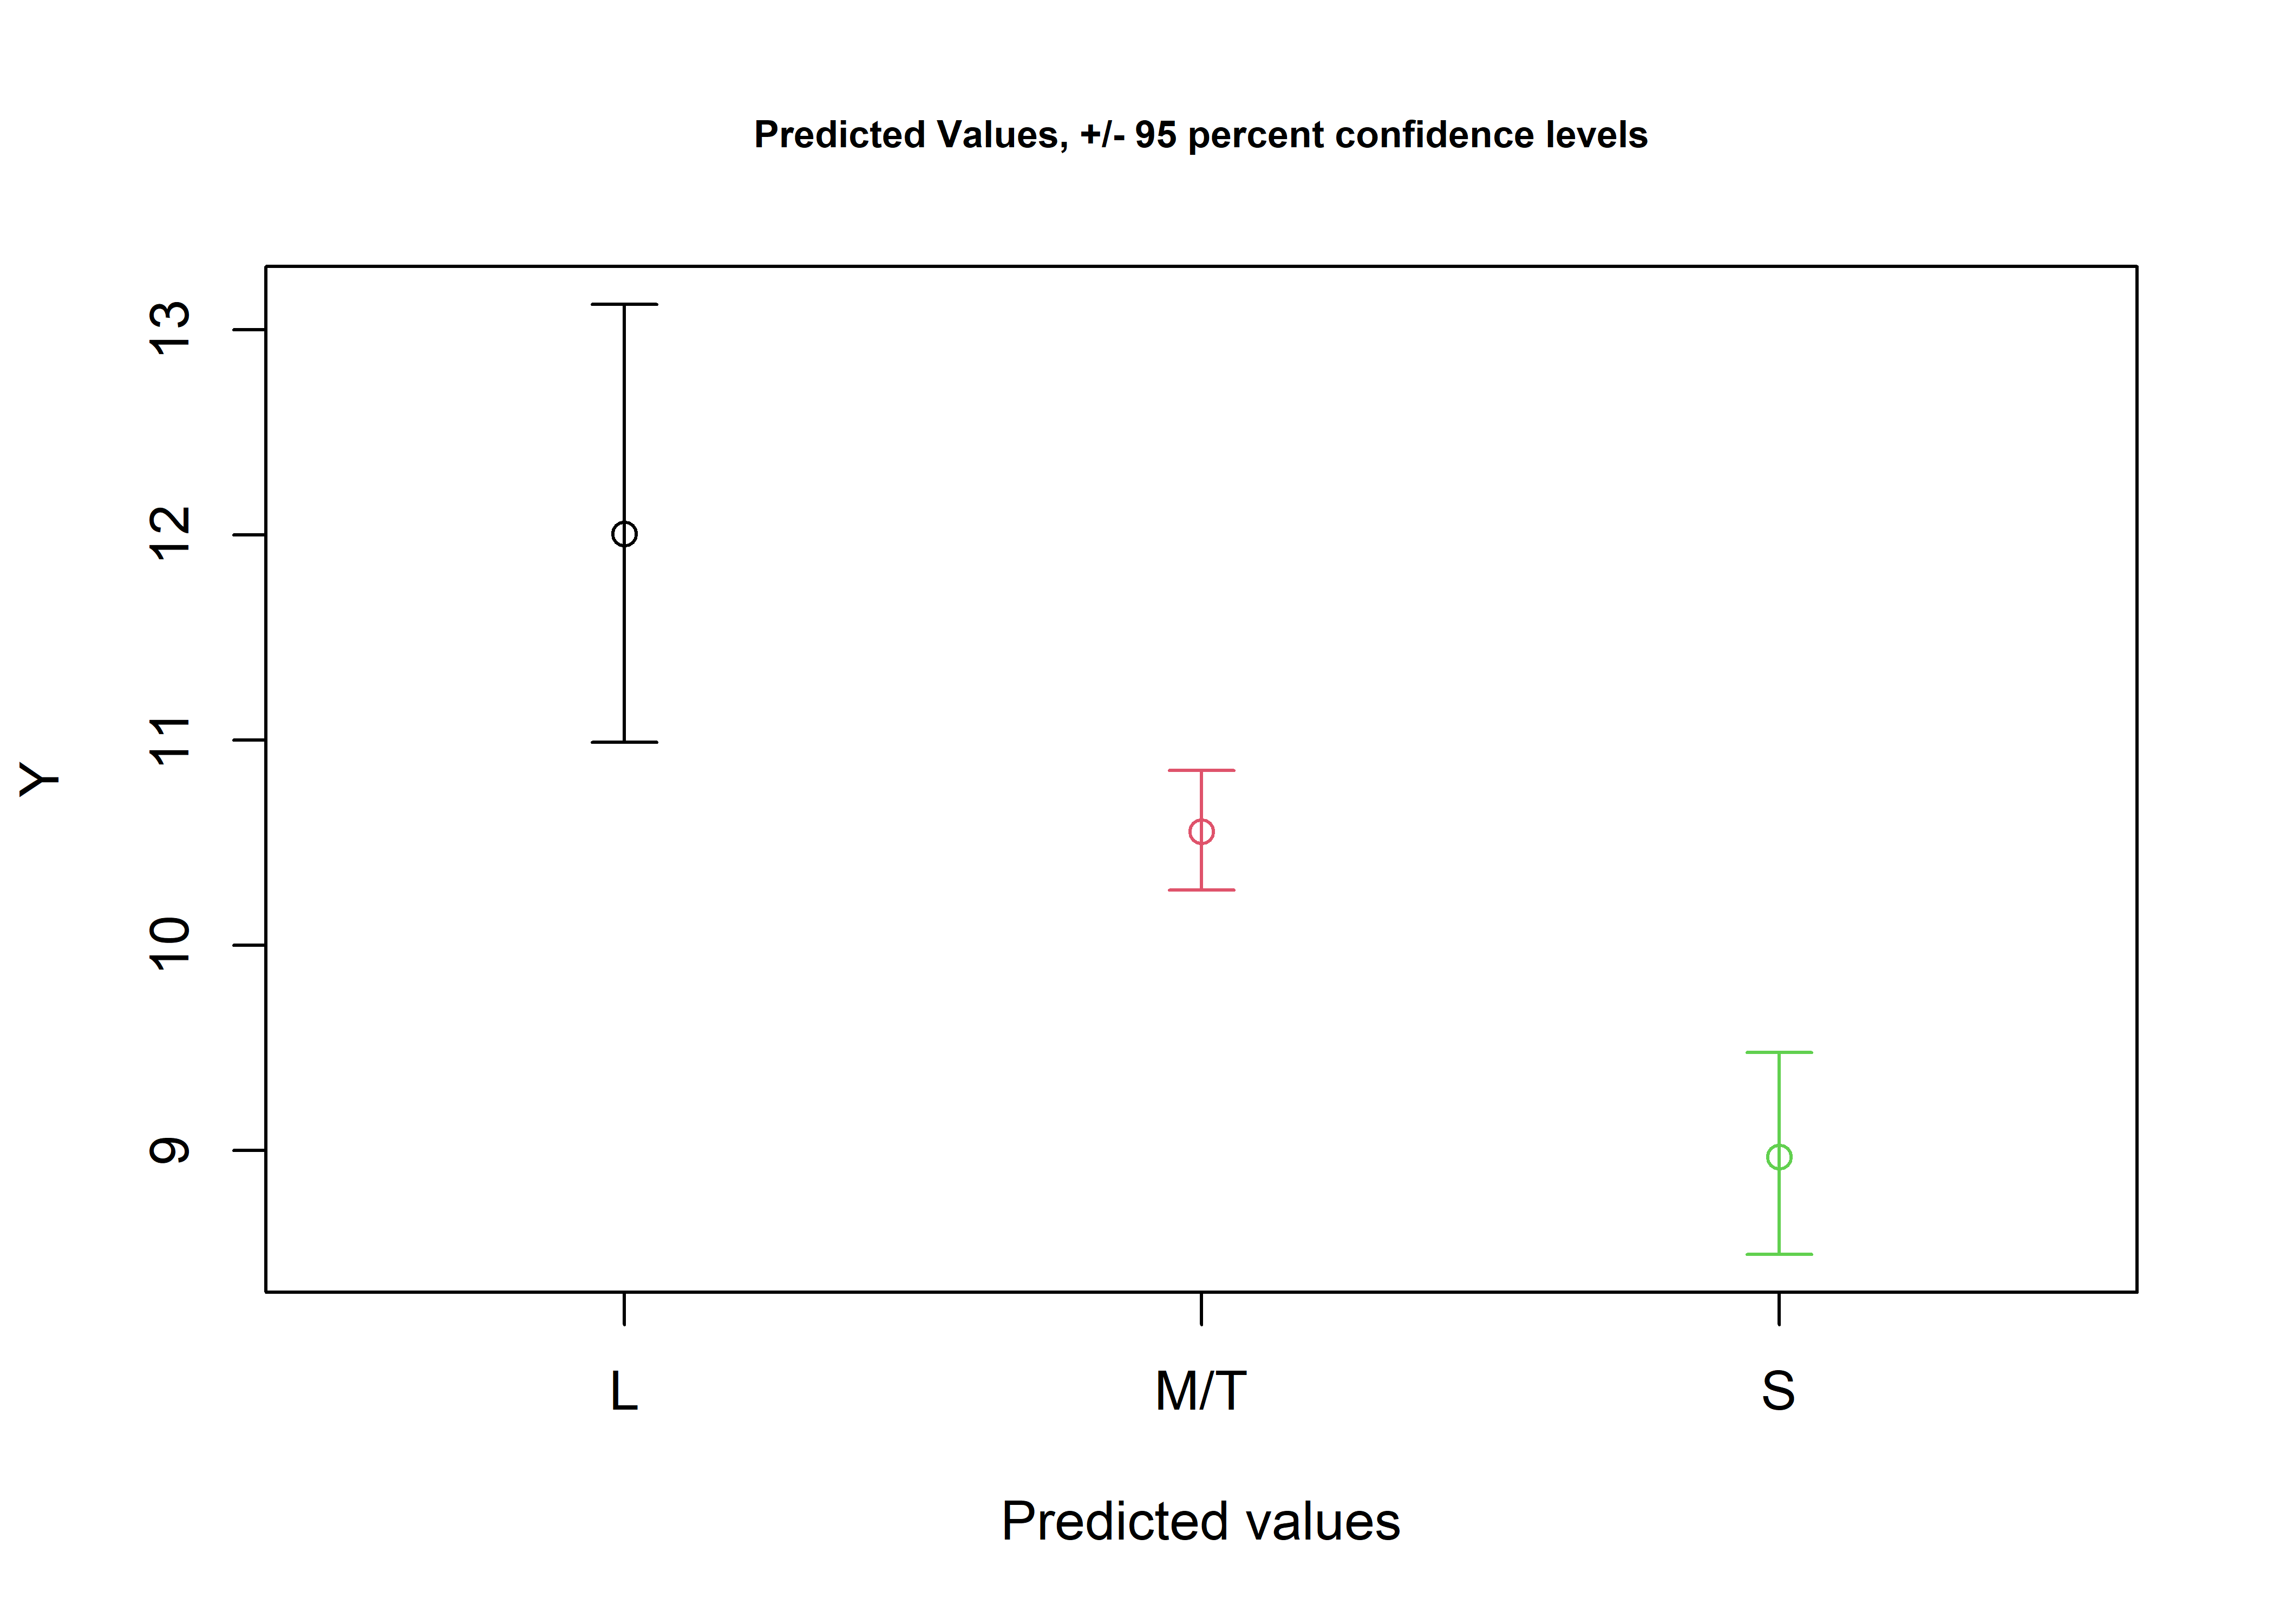 Predicted Values, +/- 95 percent confidence levels
13
12
11
10
9
Y
L M/T S
Predicted values